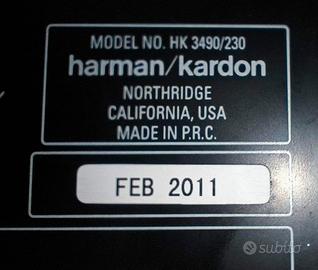 MODEL NO. HK 3490/230
harman/kardon
NORTHRIDGE
CALIFORNIA, USA
MADE IN P.R.C.
FEB 2011
subito